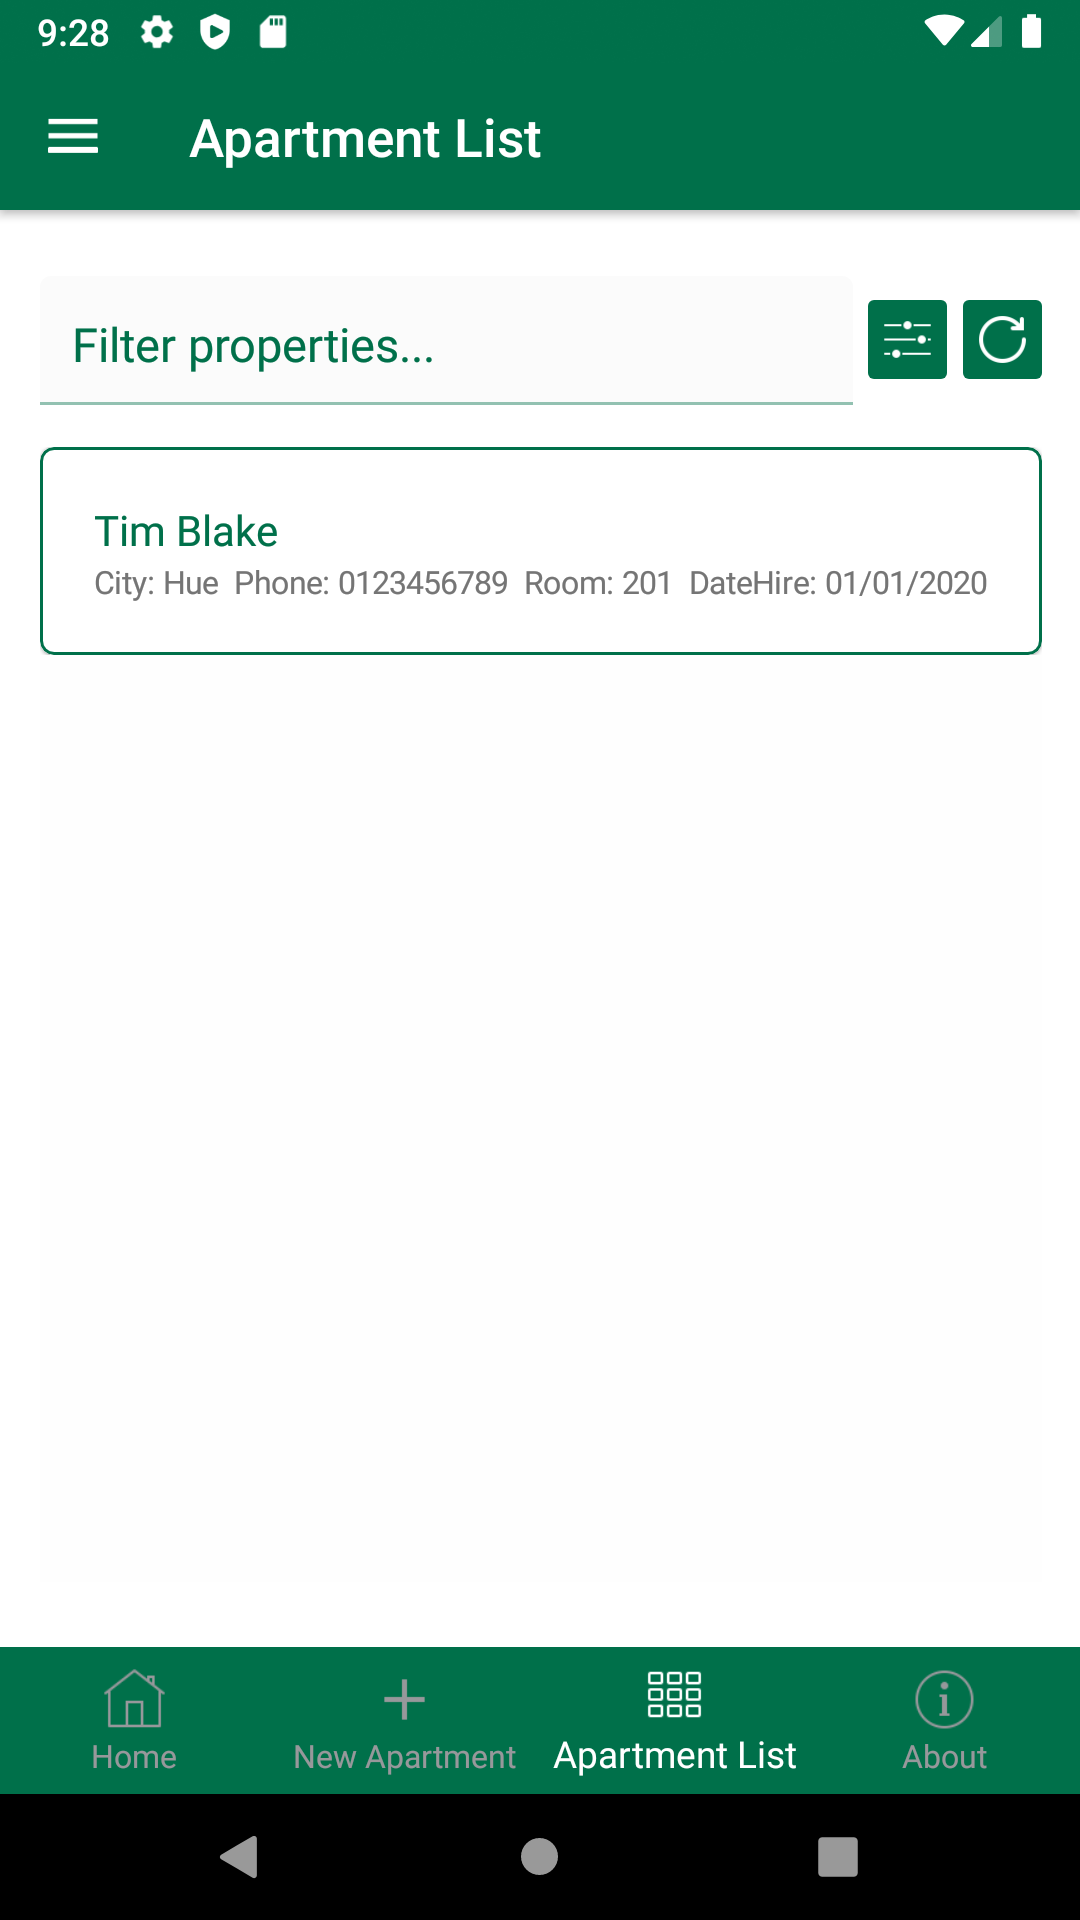 9:28
Apartment List
Filter properties...
Tim Blake
City: Hue  Phone: 0123456789  Room: 201  DateHire: 01/01/2020
Home  New Apartment  Apartment List  About